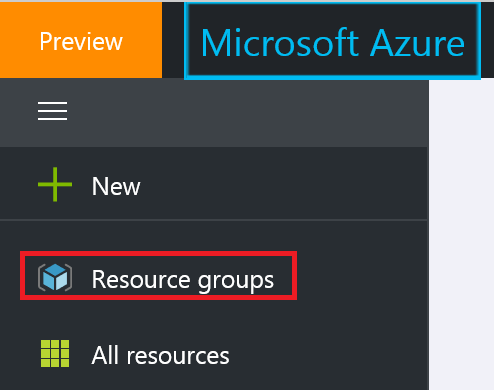 Preview
Microsoft Azure
New
Resource groups
All resources